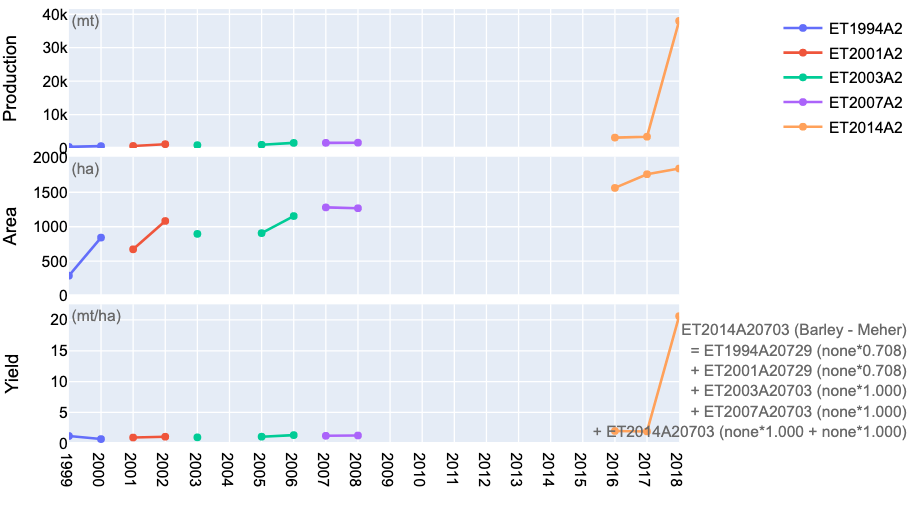 Production
(mt)
40k
30k
20k
10k
0
ET1994A2
ET2001A2
ET2003A2
ET2007A2
ET2014A2
Area
(ha)
2000
1500
1000
500
0
Yield
(mt/ha)
20
15
10
5
0
ET2014A20703 (Barley - Meher)
= ET1994A20729 (none*0.708)
+ ET2001A20729 (none*0.708)
+ ET2003A20703 (none*1.000)
+ ET2007A20703 (none*1.000)
+ ET2014A20703 (none*1.000 + none*1.000)
1999 2000 2001 2002 2003 2004 2005 2006 2007 2008 2009 2010 2011 2012 2013 2014 2015 2016 2017 2018